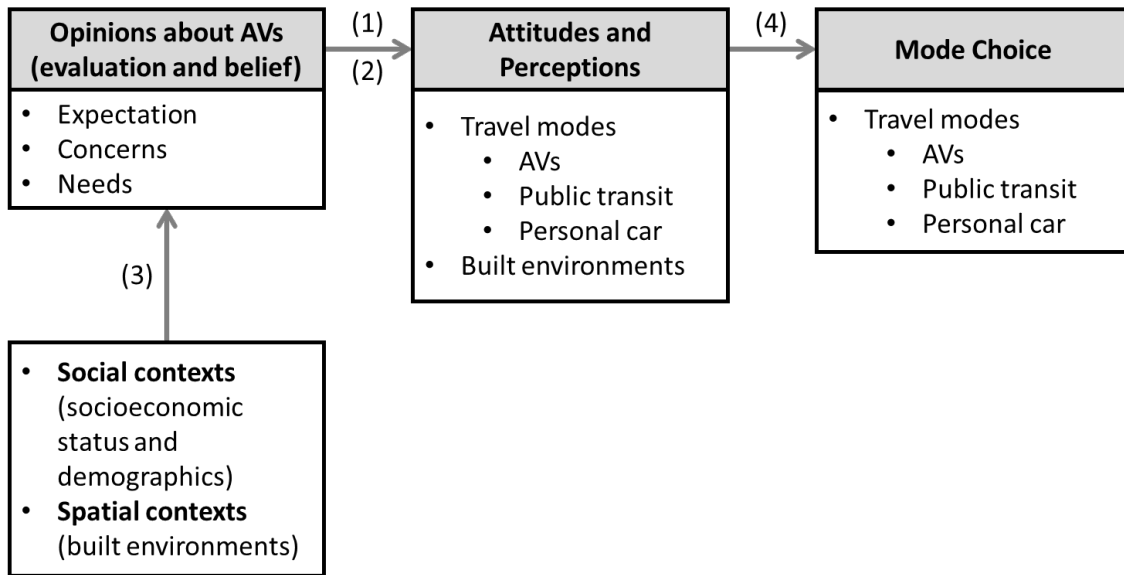 Opinions about AVs
(evaluation and belief)
• Expectation
• Concerns
• Needs
(1)
(2)
Attitudes and
Perceptions
• Travel modes
• AVs
• Public transit
• Personal car
• Built environments
(4)
Mode Choice
• Travel modes
• AVs
• Public transit
• Personal car
(3)
• Social contexts
(socioeconomic
status and
demographics)
• Spatial contexts
(built environments)